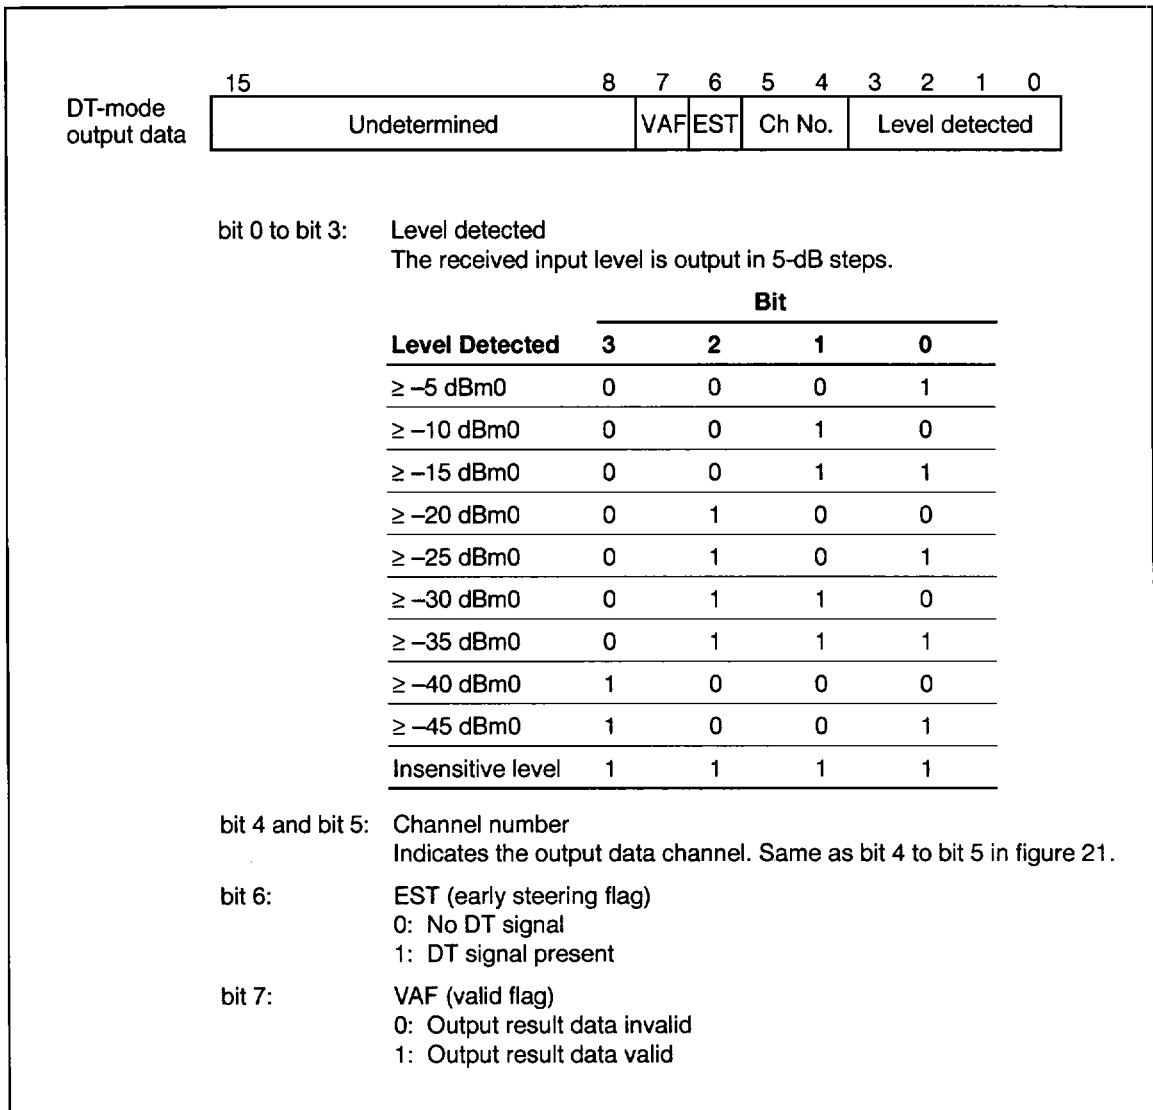 15 8 7 6 5 4 3 2 1 0
DT-mode
output data
Undetermined VAF EST Ch No. Level detected
bit 0 to bit 3: Level detected
The received input level is output in 5-dB steps.
Bit
Level Detected 3 2 1 0
≥ –5 dBm0 0 0 0 1
≥ –10 dBm0 0 0 1 0
≥ –15 dBm0 0 0 1 1
≥ –20 dBm0 0 1 0 0
≥ –25 dBm0 0 1 0 1
≥ –30 dBm0 0 1 1 0
≥ –35 dBm0 0 1 1 1
≥ –40 dBm0 1 0 0 0
≥ –45 dBm0 1 0 0 1
Insensitive level 1 1 1 1
bit 4 and bit 5: Channel number
Indicates the output data channel. Same as bit 4 to bit 5 in figure 21.
bit 6: EST (early steering flag)
0: No DT signal
1: DT signal present
bit 7: VAF (valid flag)
0: Output result data invalid
1: Output result data valid